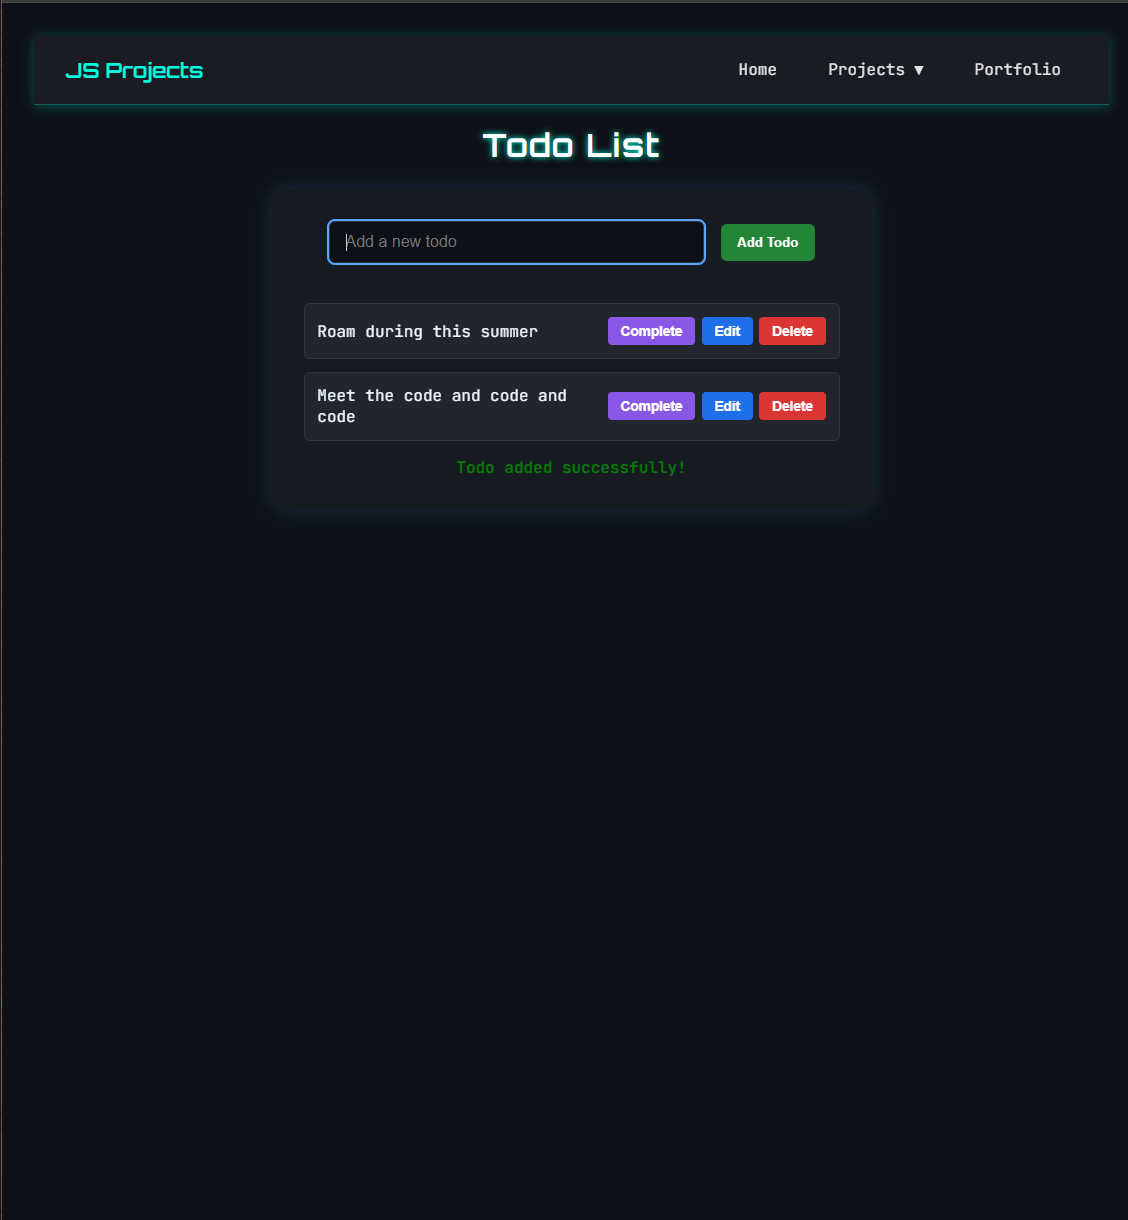 JS Projects
Home Projects ▼ Portfolio
Todo List
Add a new todo
Add Todo
Roam during this summer
Complete Edit Delete
Meet the code and code and
code
Complete Edit Delete
Todo added successfully!